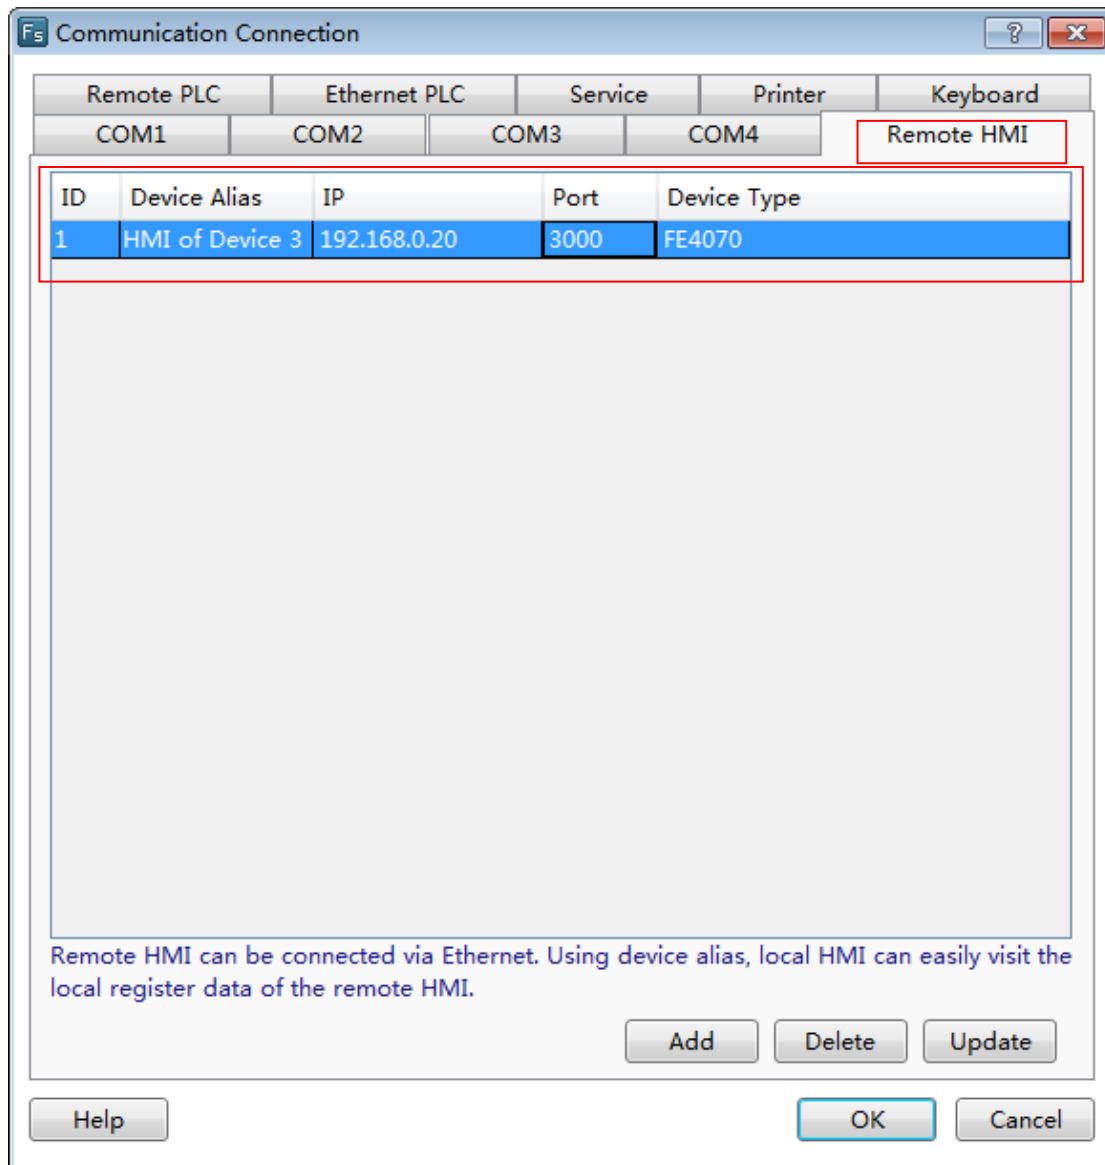 Fs Communication Connection ?
Remote PLC Ethernet PLC Service Printer Keyboard
COM1 COM2 COM3 COM4 Remote HMI
ID Device Alias IP Port Device Type
1 HMI of Device 3 192.168.0.20 3000 FE4070
Remote HMI can be connected via Ethernet. Using device alias, local HMI can easily visit the
local register data of the remote HMI.
Add Delete Update
Help OK Cancel